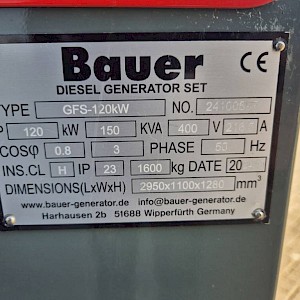 Bauer CE
DIESEL GENERATOR SET
TYPE GFS-120kW NO.
P 120 kW 150 KVA 400 V A
COSφ 0.8 3 PHASE 50 Hz
INS.CL H IP 23 1600 kg DATE 20
DIMENSIONS(LxWxH) 2950x1100x1280 mm³
www.bauer-generator.de info@bauer-generator.de
Harhausen 2b 51688 Wipperfürth Germany